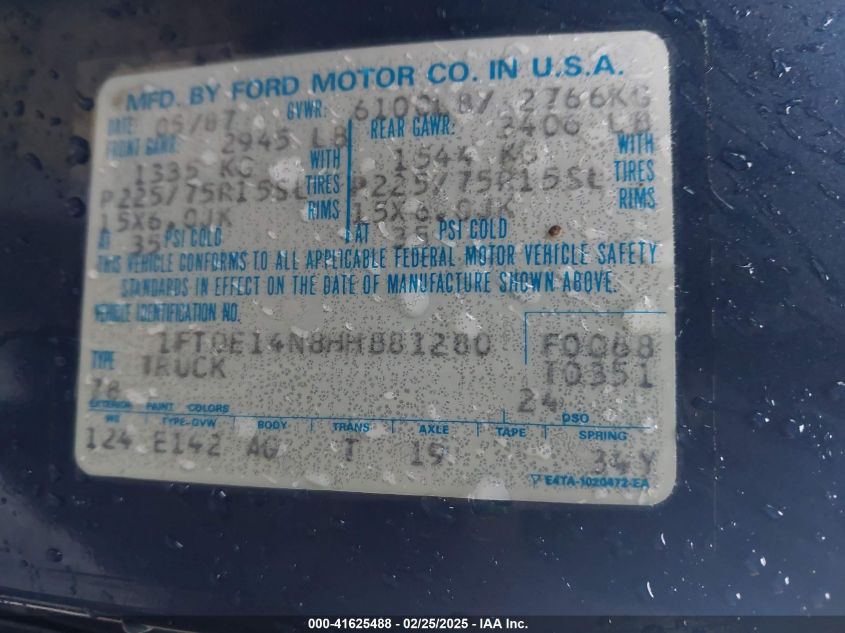 MFD. BY FORD MOTOR CO. IN U.S.A.
DATE: 05/87 GVWR: 6100LB/ 2766KG
FRONT GAWR: 2945 LB REAR GAWR: 3406 LB
1335 KG WITH 1544 KG WITH
P225/75R15SL TIRES P225/75R15SL TIRES
15X6.0JK RIMS 15X6.0JK RIMS
AT 35 PSI COLD AT 35 PSI COLD
THIS VEHICLE CONFORMS TO ALL APPLICABLE FEDERAL MOTOR VEHICLE SAFETY
STANDARDS IN EFFECT ON THE DATE OF MANUFACTURE SHOWN ABOVE.
VEHICLE IDENTIFICATION NO.
1FTDE14N8HHB81280 F0068
TYPE TRUCK T0351
24
EXTERIOR PAINT COLORS DSO
WB TYPE-GVW BODY TRANS AXLE TAPE SPRING
124 E142 T 19 34Y
E4TA-1020472-EA
000-41625488 - 02/25/2025 - IAA Inc.